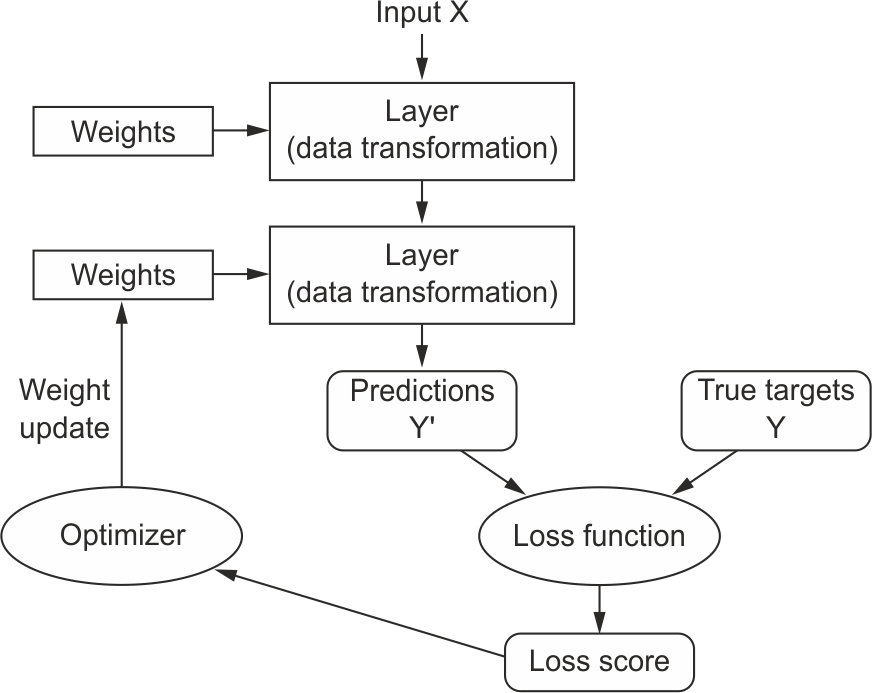 Input X
Weights
Layer
(data transformation)
Weights
Layer
(data transformation)
Weight
update
Predictions
Y'
True targets
Y
Optimizer
Loss function
Loss score